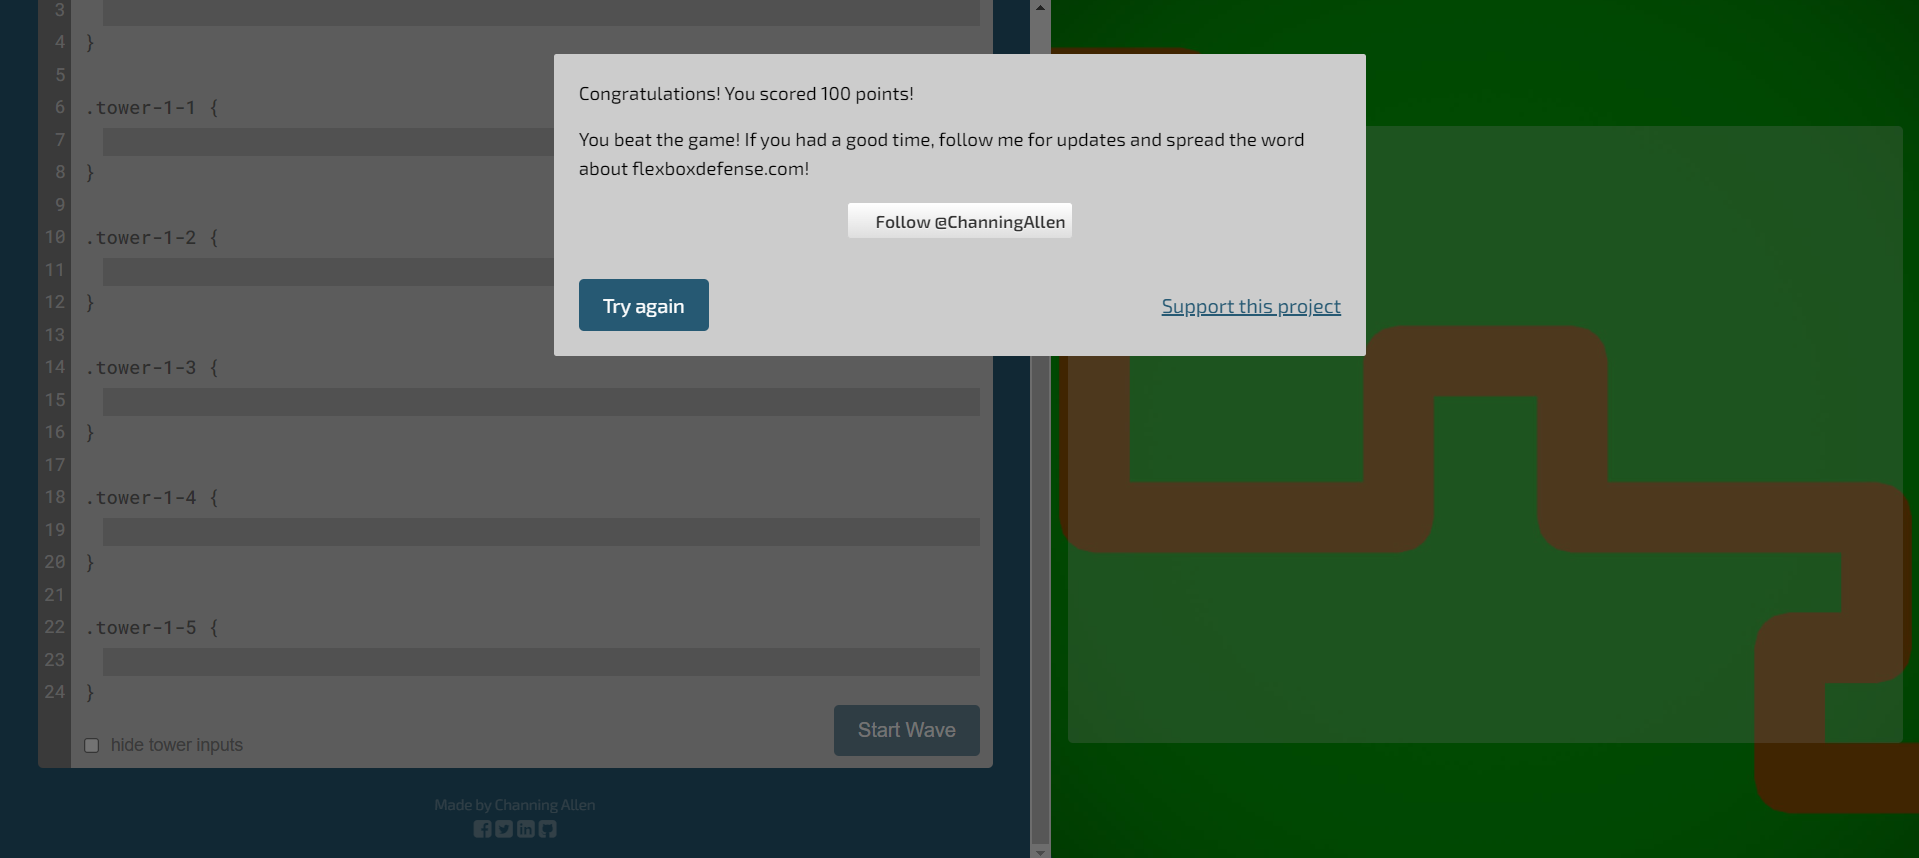 3
4 }
5
6 .tower-1-1 {
7
8 }
9
10 .tower-1-2 {
11
12 }
13
14 .tower-1-3 {
15
16 }
17
18 .tower-1-4 {
19
20 }
21
22 .tower-1-5 {
23
24 }
hide tower inputs
Start Wave
Made by Channing Allen
Congratulations! You scored 100 points!
You beat the game! If you had a good time, follow me for updates and spread the word
about flexboxdefense.com!
Follow @ChanningAllen
Try again
Support this project